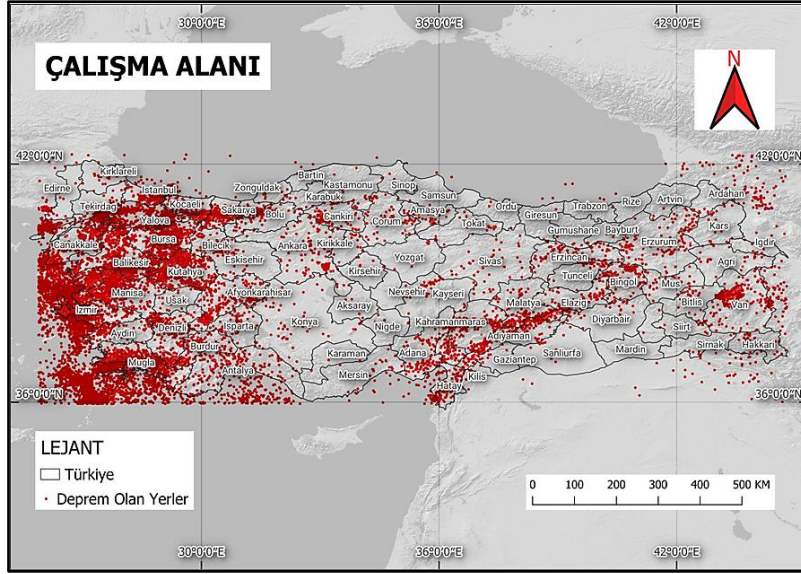 30°0'0"E 36°0'0"E 42°0'0"E
ÇALIŞMA ALANI
N
42°0'0"N 42°0'0"N
Kırklareli
Edirne
Istanbul
Tekirdag
Kocaeli
Yalova
Sakarya
Zonguldak
Bartin
Karabuk
Kastamonu
Sinop
Samsun
Bolu
Cankiri
Corum
Amasya
Ordu
Giresun
Trabzon
Rize
Artvin
Ardahan
Kars
Tokat
Gumushane
Bayburt
Erzurum
Igdir
Canakkale
Bursa
Bilecik
Eskisehir
Ankara
Kirikkale
Yozgat
Sivas
Erzincan
Agri
Balikesir
Kutahya
Tunceli
Bingol
Mus
Manisa
Usak
Afyonkarahisar
Kirsehir
Nevsehir
Kayseri
Malatya
Elazig
Bitlis
Van
İzmir
Aksaray
Aydin
Denizli
Isparta
Konya
Nigde
Kahramanmaras
Adiyaman
Diyarbair
Siirt
Burdur
Mugla
Antalya
Karaman
Mersin
Adana
Gaziantep
Sanliurfa
Mardin
Sirnak
Hakkari
Hatay
Kilis
36°0'0"N 36°0'0"N
LEJANT
Türkiye
Deprem Olan Yerler
0 100 200 300 400 500 KM
30°0'0"E 36°0'0"E 42°0'0"E